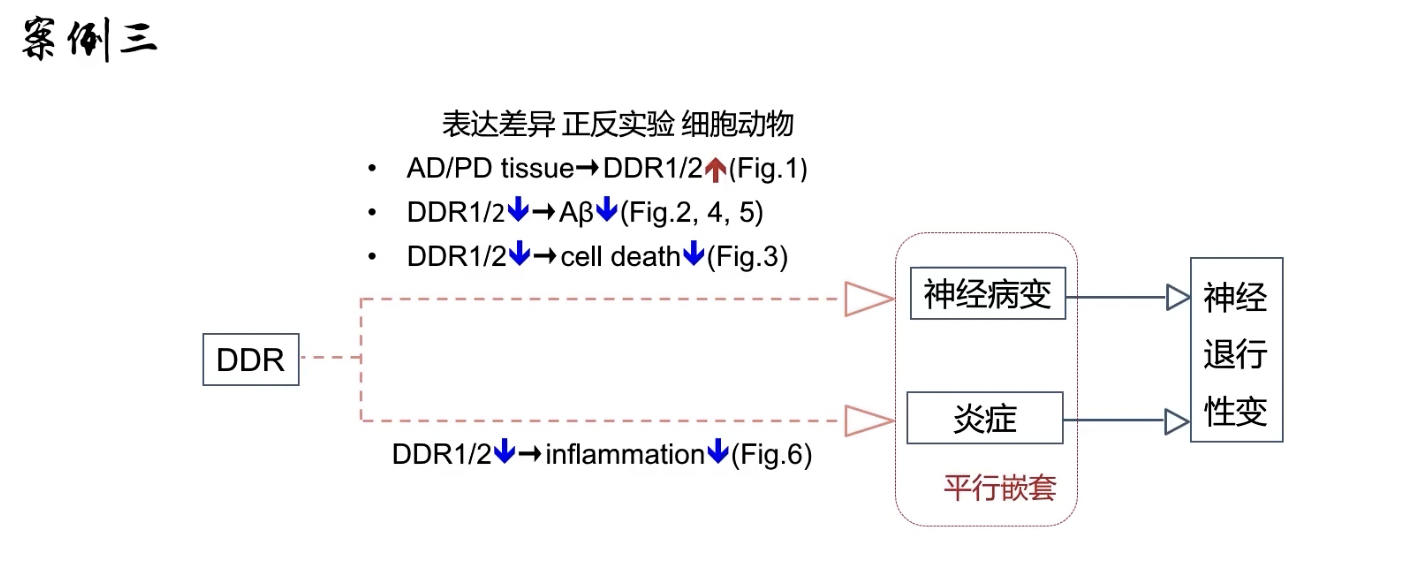 案例三
表达差异 正反实验 细胞动物
• AD/PD tissue→DDR1/2↑(Fig.1)
• DDR1/2↓→Aβ↓(Fig.2, 4, 5)
• DDR1/2↓→cell death↓(Fig.3)
神经病变
DDR
神经
退行
性变
炎症
DDR1/2↓→inflammation↓(Fig.6)
平行嵌套